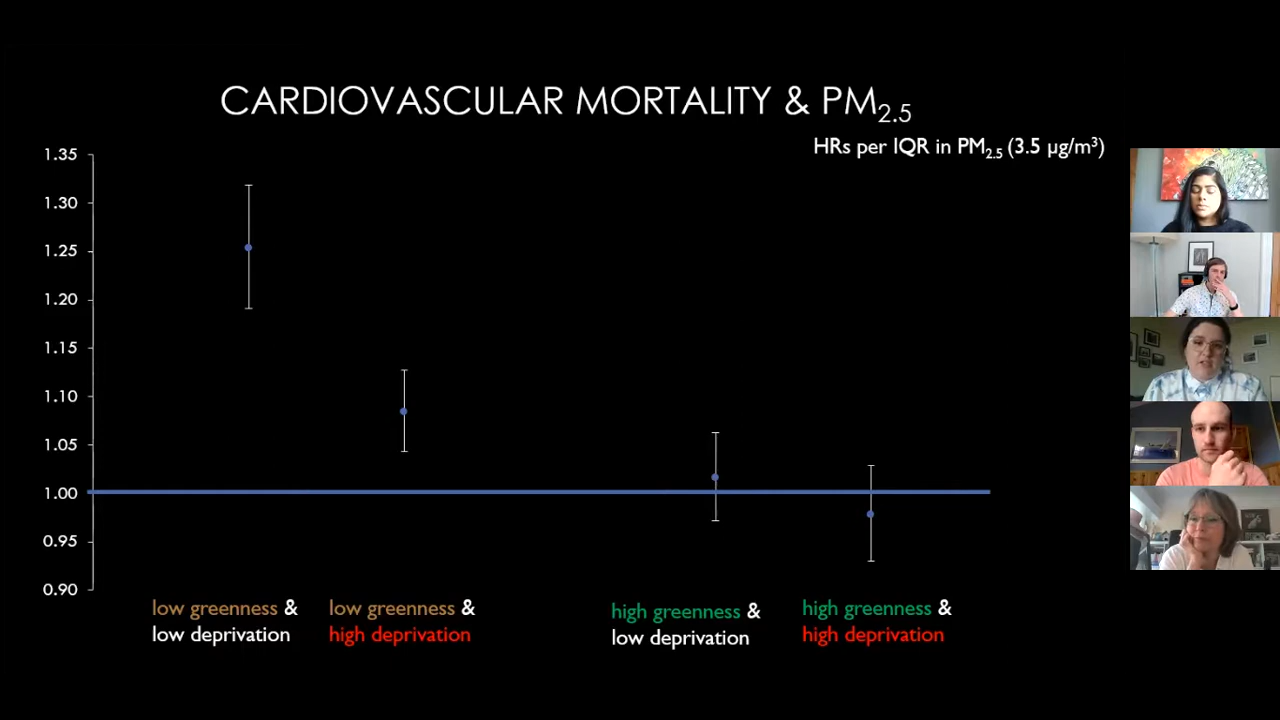 CARDIOVASCULAR MORTALITY & PM2.5
HRs per IQR in PM2.5 (3.5 µg/m³)
1.35
1.30
1.25
1.20
1.15
1.10
1.05
1.00
0.95
0.90
low greenness &
low deprivation
low greenness &
high deprivation
high greenness &
low deprivation
high greenness &
high deprivation